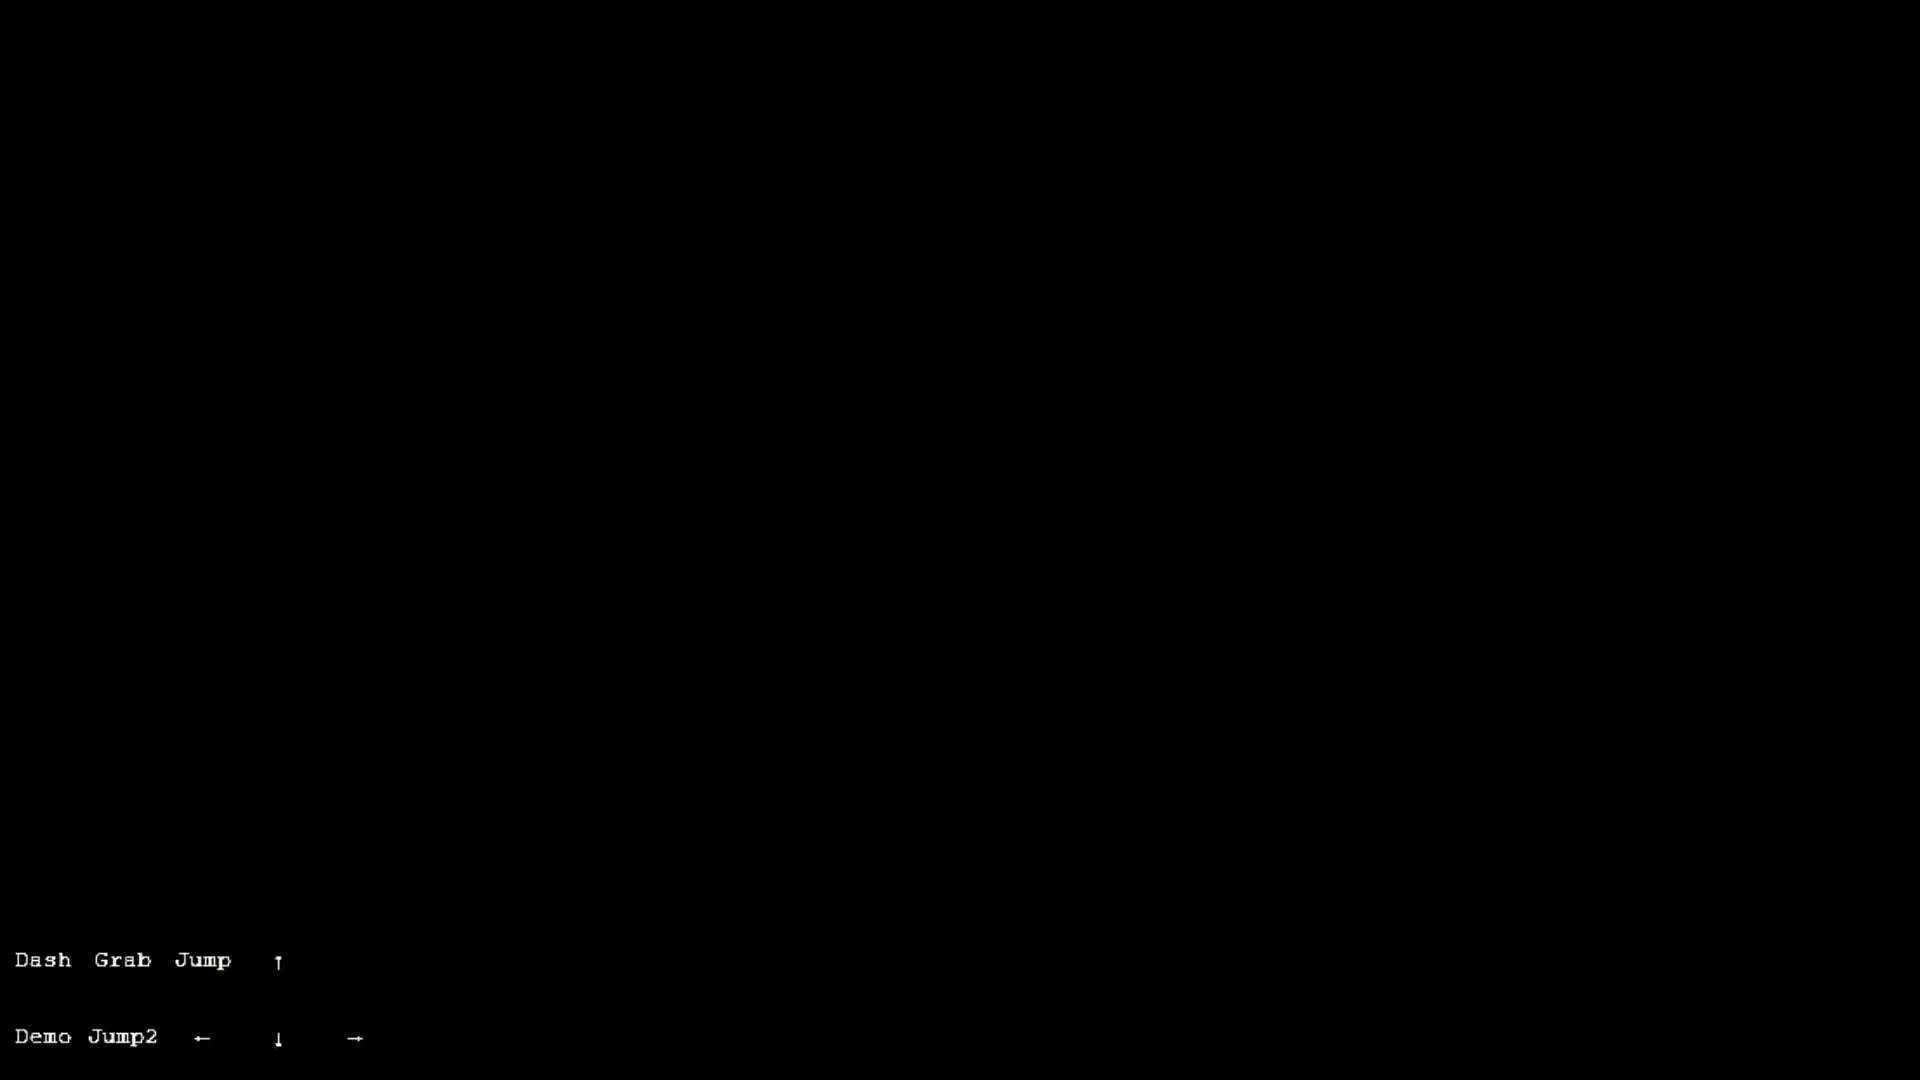 Dash Grab Jump ↑
Demo Jump2 ← ↓ →